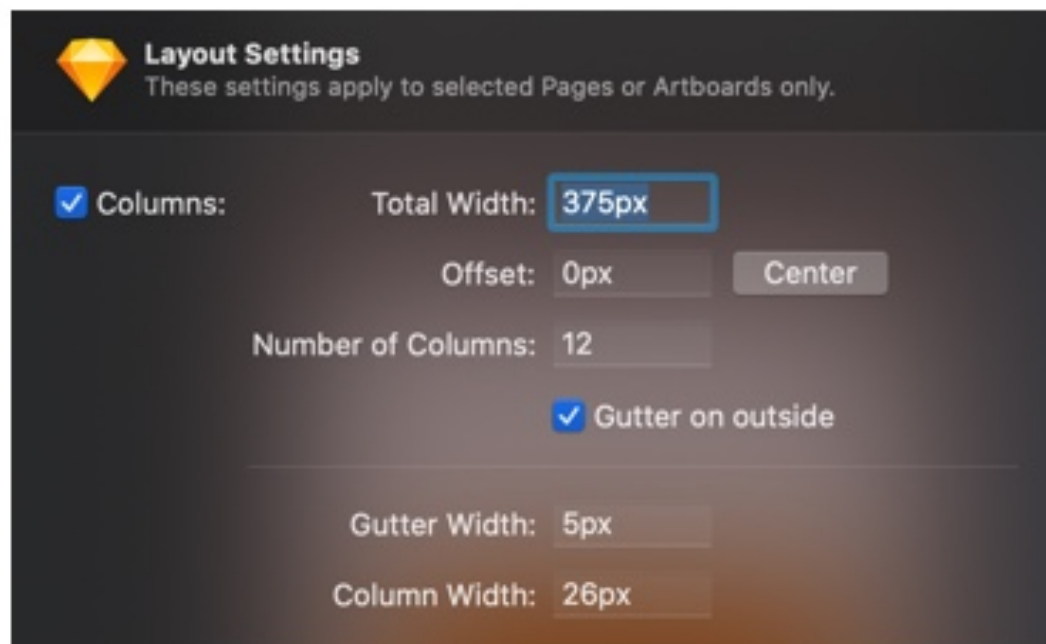 Layout Settings
These settings apply to selected Pages or Artboards only.
Columns: Total Width: 375px
Offset: 0px Center
Number of Columns: 12
Gutter on outside
Gutter Width: 5px
Column Width: 26px